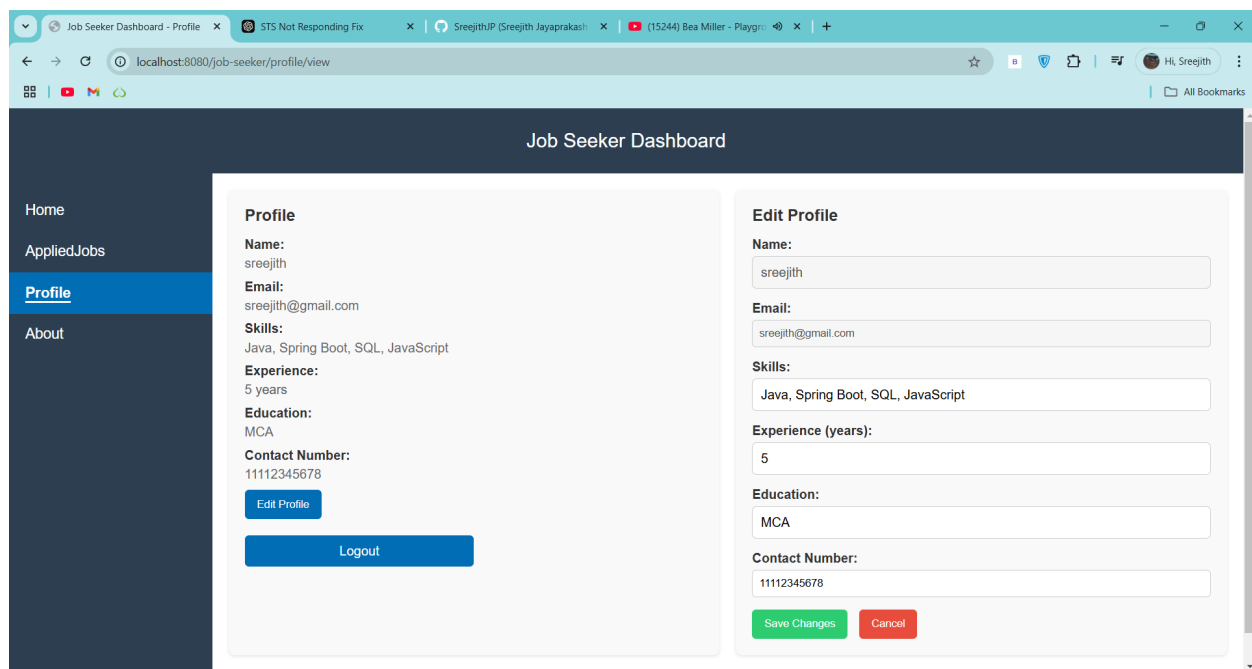 Job Seeker Dashboard - Profile
STS Not Responding Fix
SreejithJP (Sreejith Jayaprakash
(15244) Bea Miller - Playgro
localhost:8080/job-seeker/profile/view
B
Hi, Sreejith
All Bookmarks
Job Seeker Dashboard
Home
AppliedJobs
Profile
About
Profile
Name:
sreejith
Email:
sreejith@gmail.com
Skills:
Java, Spring Boot, SQL, JavaScript
Experience:
5 years
Education:
MCA
Contact Number:
11112345678
Edit Profile
Logout
Edit Profile
Name:
sreejith
Email:
sreejith@gmail.com
Skills:
Java, Spring Boot, SQL, JavaScript
Experience (years):
5
Education:
MCA
Contact Number:
11112345678
Save Changes
Cancel